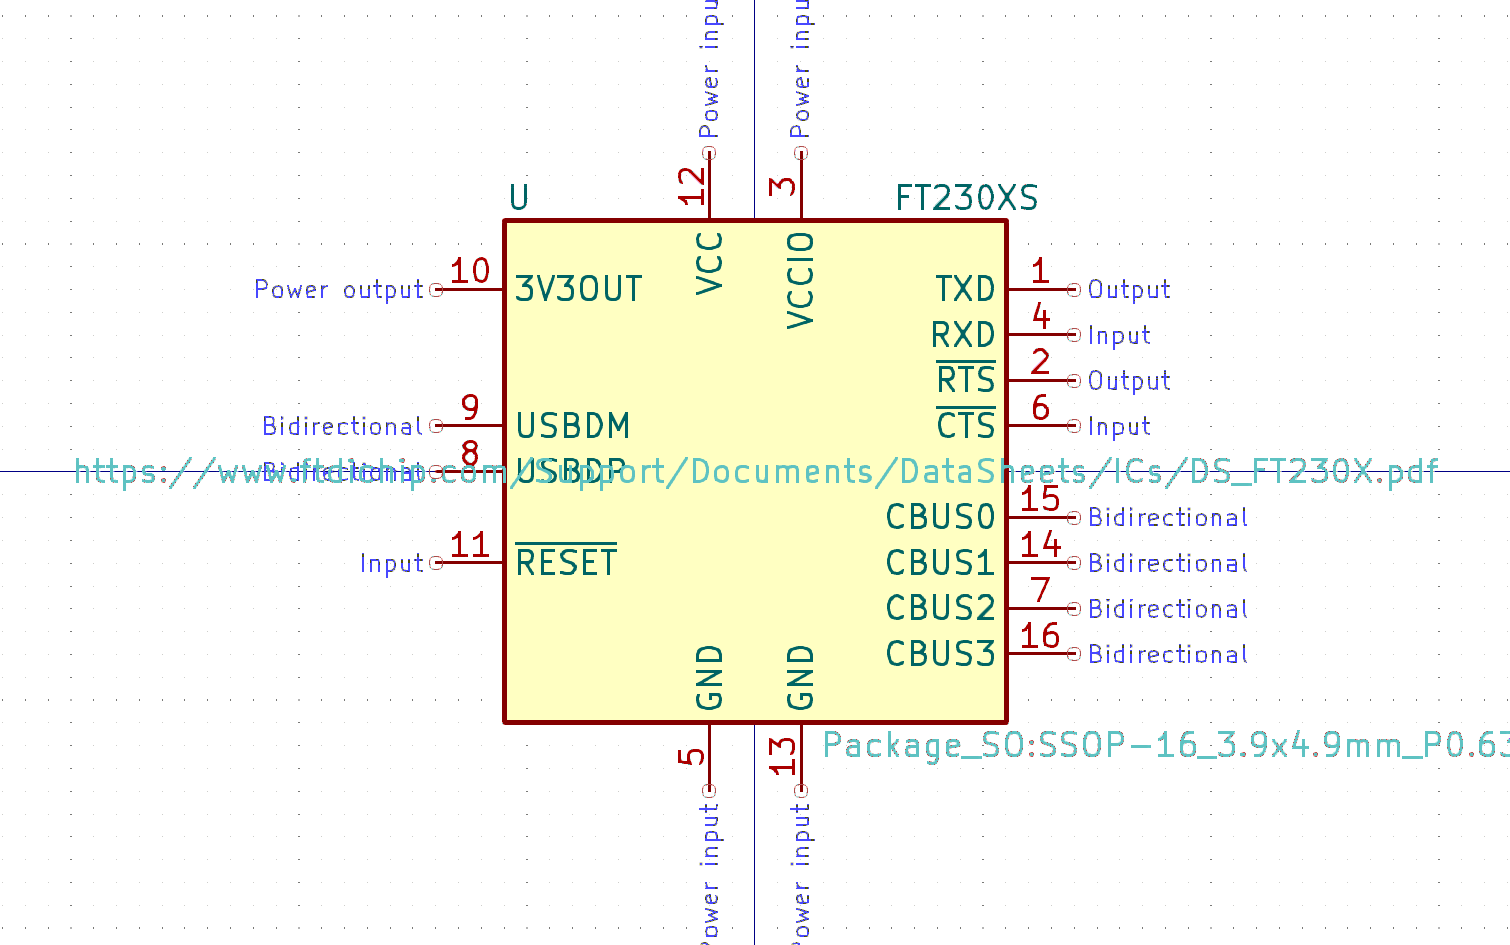 Power inpu
Power inpu
12
3
U
FT230XS
VCC
VCCIO
Power output
10
3V3OUT
TXD
1
Output
RXD
4
Input
RTS
2
Output
Bidirectional
9
USBDM
CTS
6
Input
Bidirectional
8
USBDP
https://www.ftdichip.com/Support/Documents/DataSheets/ICs/DS_FT230X.pdf
CBUS0
15
Bidirectional
Input
11
RESET
CBUS1
14
Bidirectional
CBUS2
7
Bidirectional
CBUS3
16
Bidirectional
GND
GND
5
13
Package_SO:SSOP-16_3.9x4.9mm_P0.63
Power input
Power input